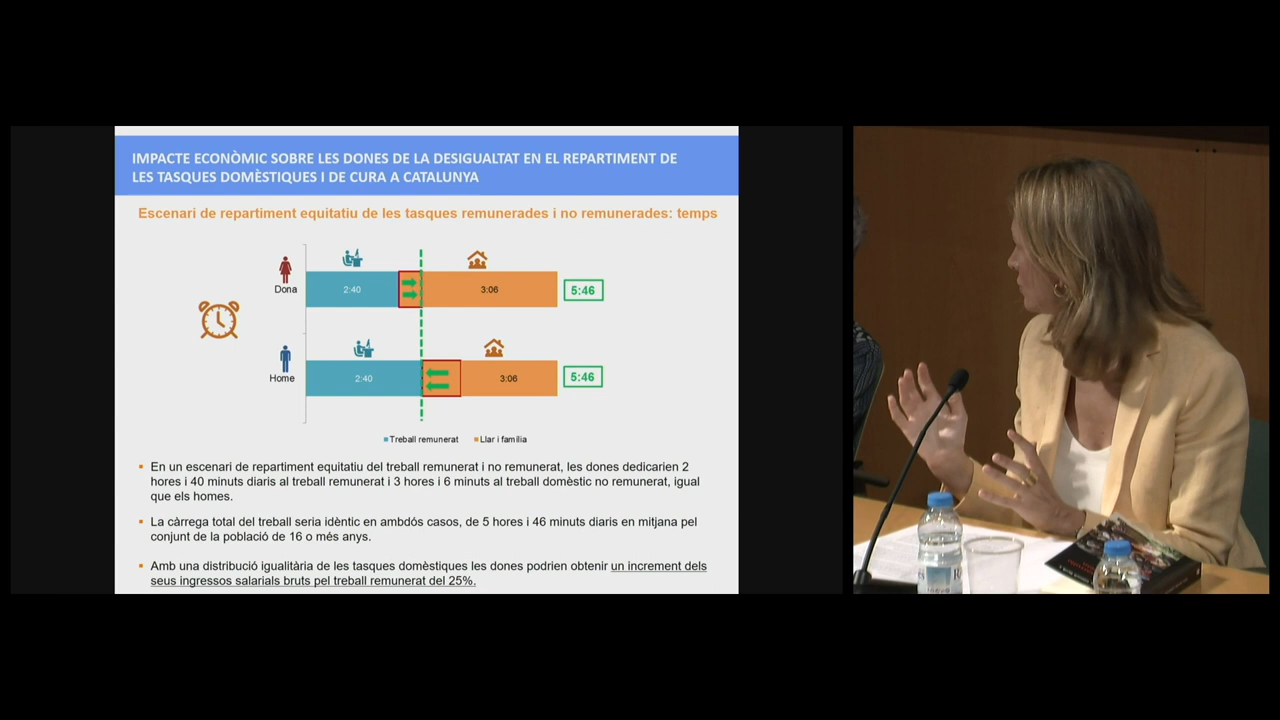 IMPACTE ECONÒMIC SOBRE LES DONES DE LA DESIGUALTAT EN EL REPARTIMENT DE
LES TASQUES DOMÈSTIQUES I DE CURA A CATALUNYA
Escenari de repartiment equitatiu de les tasques remunerades i no remunerades: temps
Dona
2:40
3:06
5:46
Home
2:40
3:06
5:46
Treball remunerat
Llar i família
En un escenari de repartiment equitatiu del treball remunerat i no remunerat, les dones dedicarien 2
hores i 40 minuts diaris al treball remunerat i 3 hores i 6 minuts al treball domèstic no remunerat, igual
que els homes.
La càrrega total del treball seria idèntic en ambdós casos, de 5 hores i 46 minuts diaris en mitjana pel
conjunt de la població de 16 o més anys.
Amb una distribució igualitària de les tasques domèstiques les dones podrien obtenir un increment dels
seus ingressos salarials bruts pel treball remunerat del 25%.